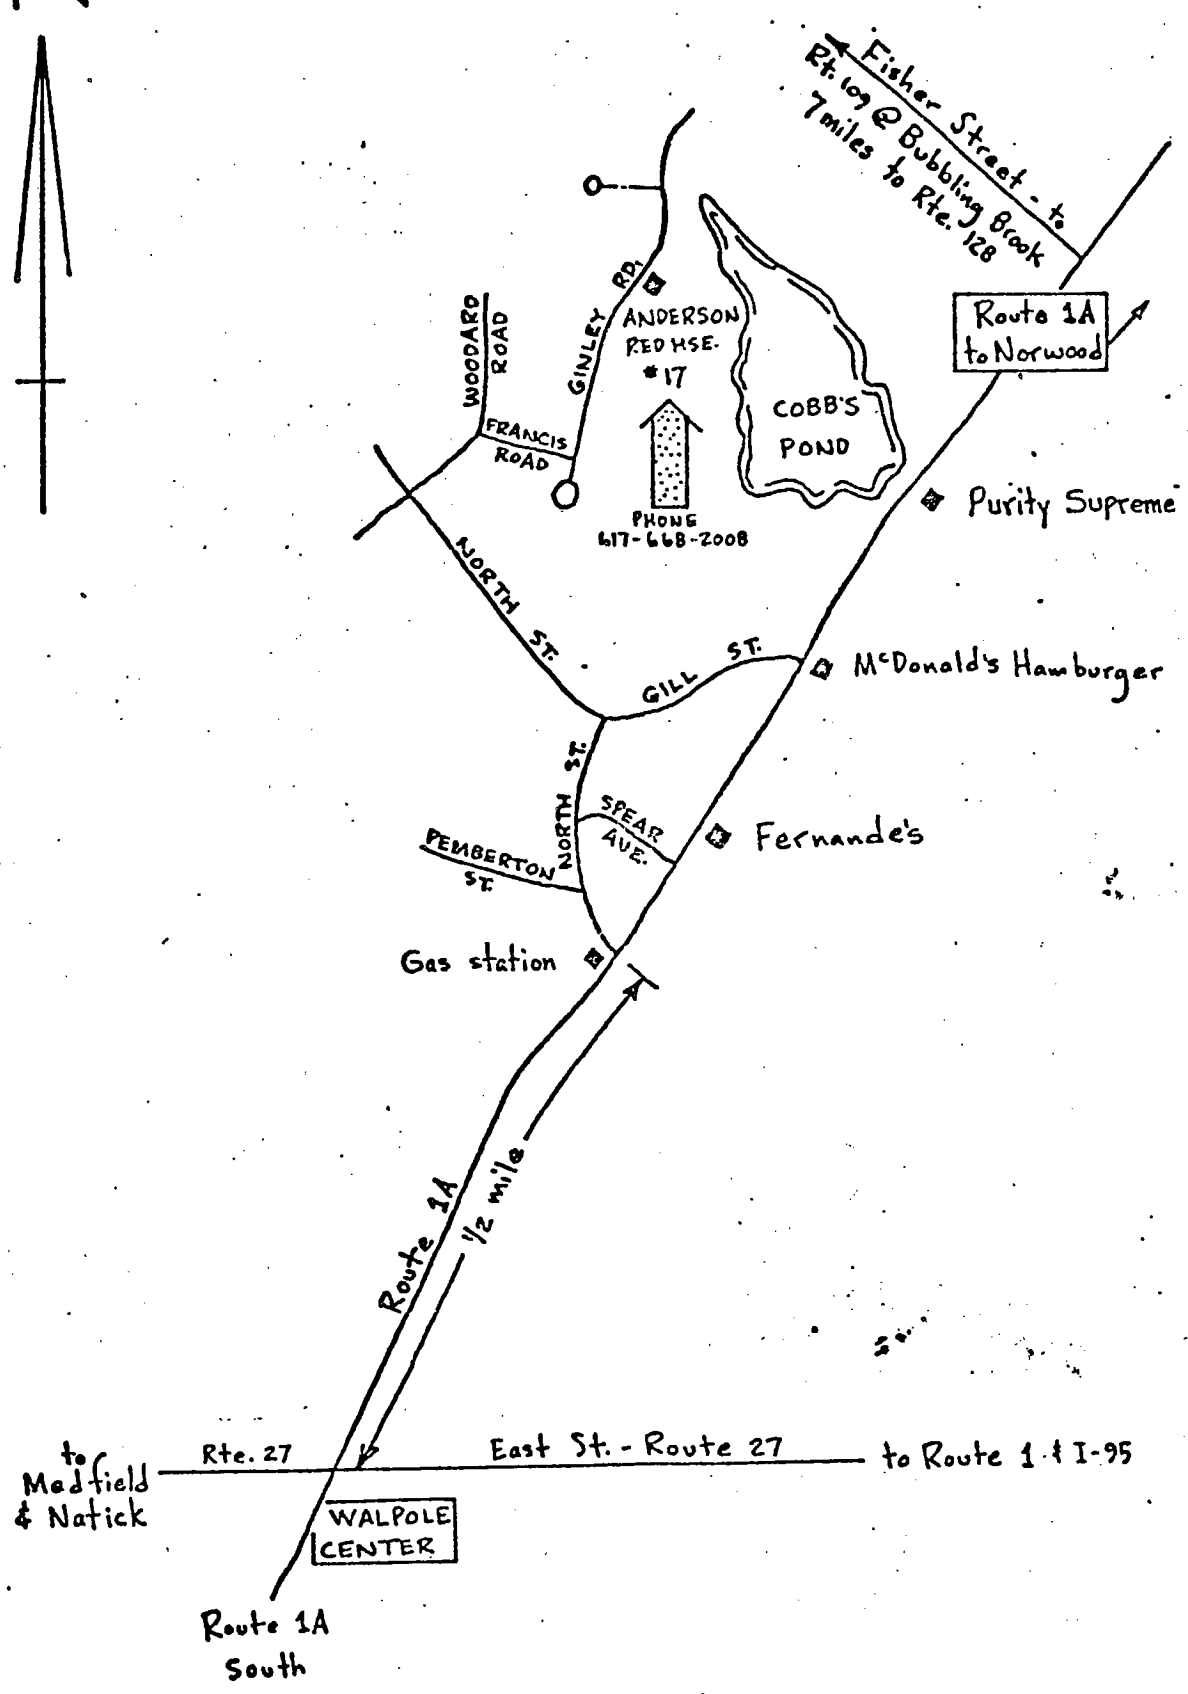 Fisher Street - to
Rt. 109 @ Bubbling Brook
7 miles to Rte. 128
Route 1A
to Norwood
WOODARD
ROAD
GINLEY RD.
ANDERSON
RED HSE.
#17
FRANCIS
ROAD
COBB'S
POND
PHONE
617-668-2008
Purity Supreme
NORTH ST.
GILL ST.
McDonald's Hamburger
NORTH ST.
SPEAR
AVE.
Fernande's
PEMBERTON
ST.
Gas station
Route 1A
1/2 mile
to
Medfield
& Natick
Rte. 27
East St. - Route 27
to Route 1 & I-95
WALPOLE
CENTER
Route 1A
South